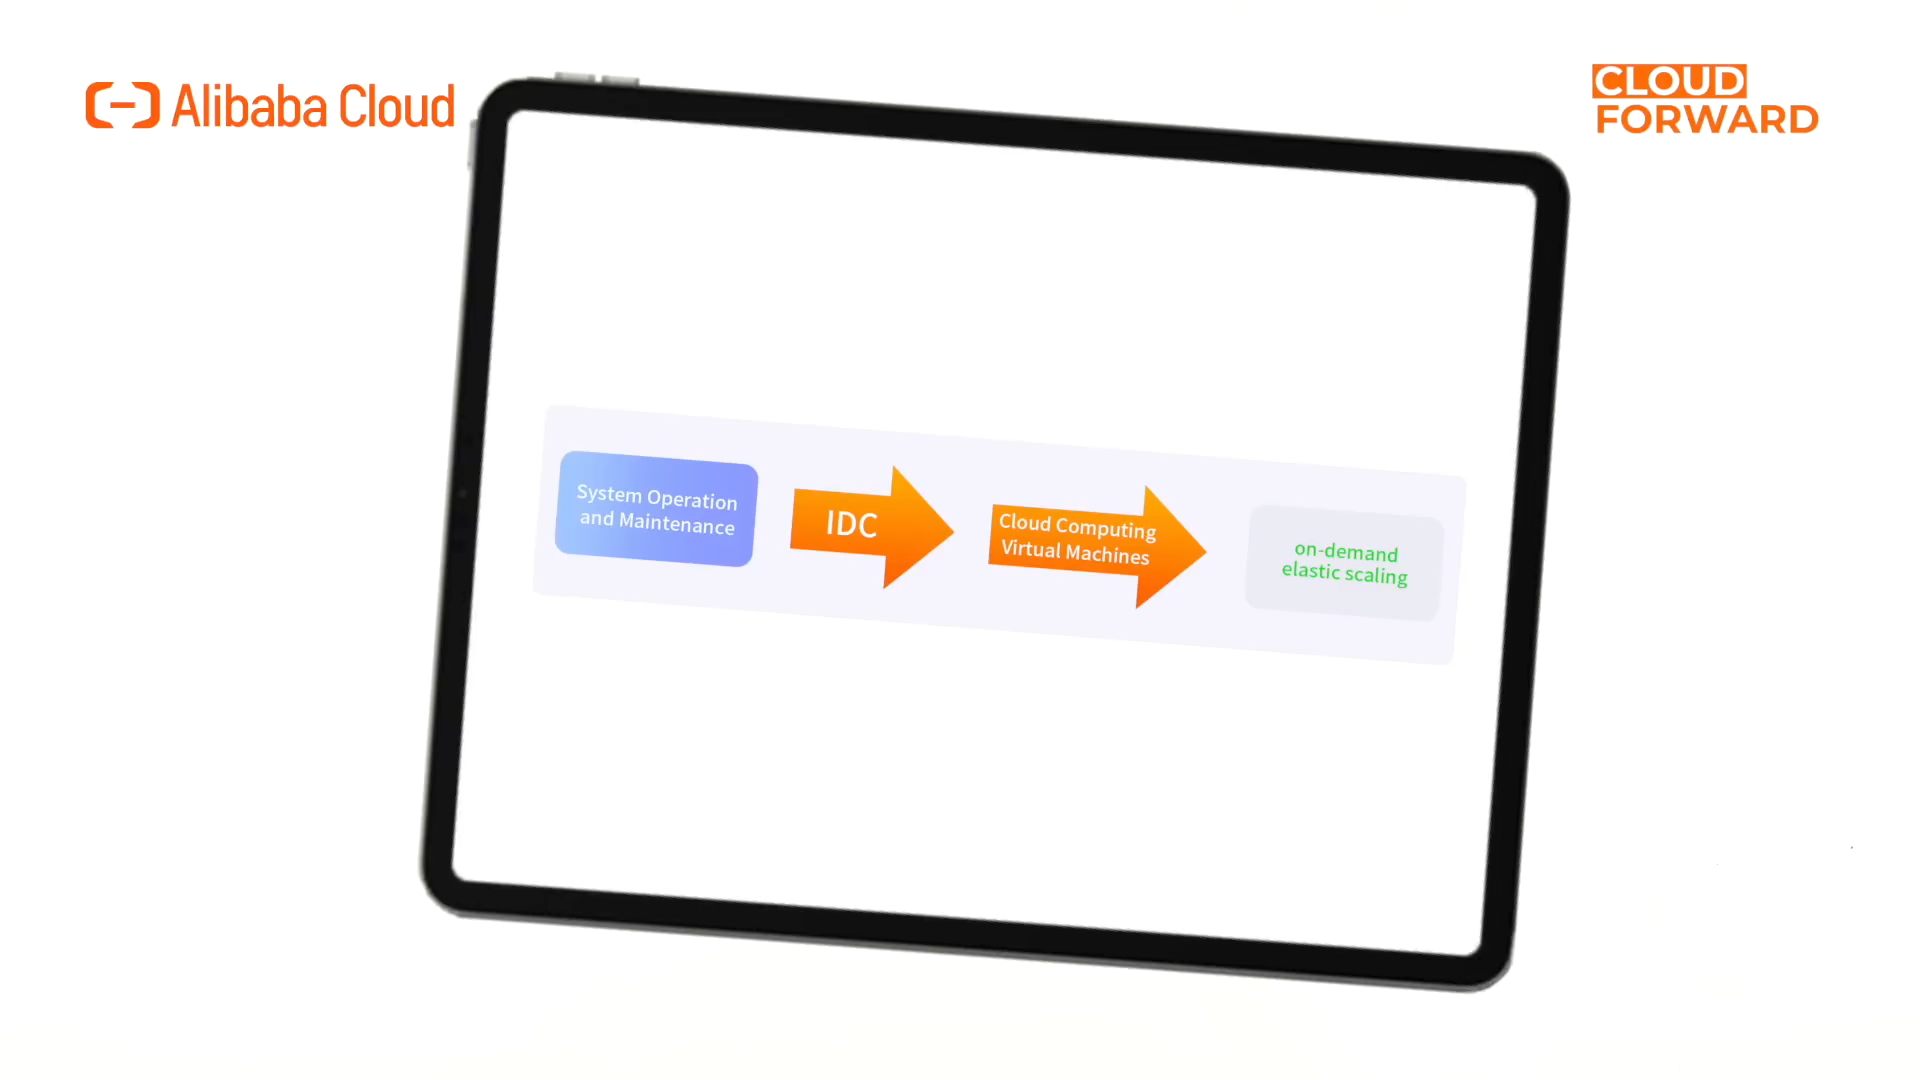 Alibaba Cloud
CLOUD
FORWARD
System Operation
and Maintenance
IDC
Cloud Computing
Virtual Machines
on-demand
elastic scaling